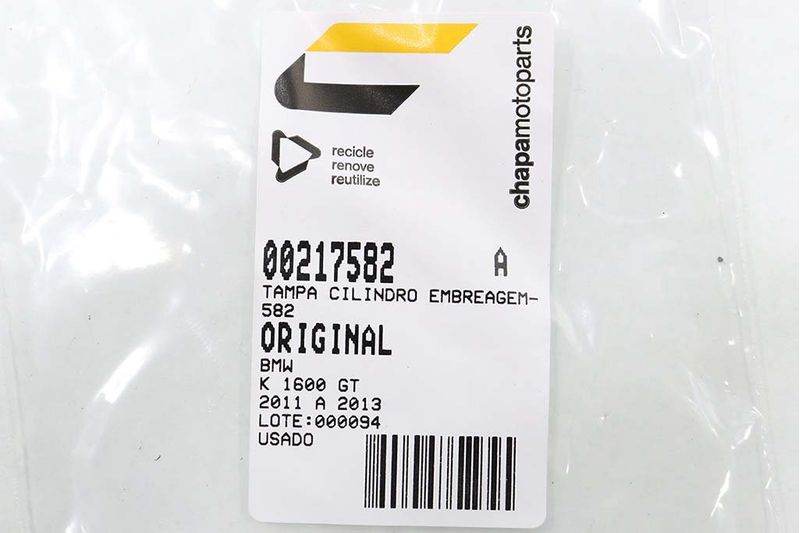 chapamotoparts
recicle
renove
reutilize
00217582 A
TAMPA CILINDRO EMBREAGEM-
582
ORIGINAL
BMW
K 1600 GT
2011 A 2013
LOTE:000094
USADO